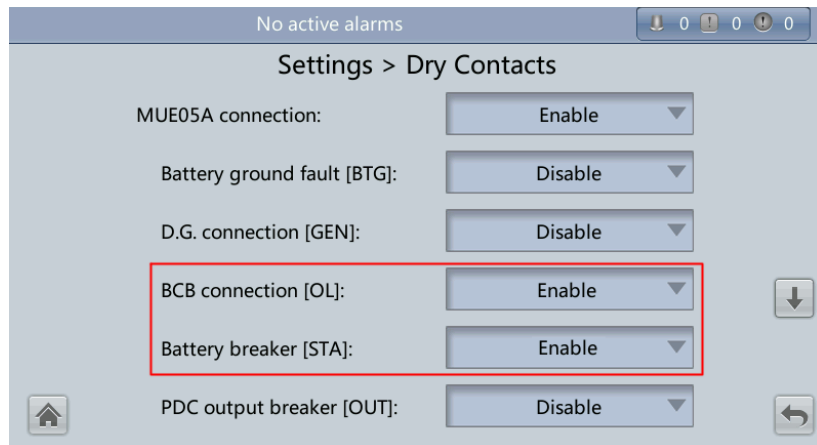 No active alarms 0 0 0
Settings > Dry Contacts
MUE05A connection: Enable
Battery ground fault [BTG]: Disable
D.G. connection [GEN]: Disable
BCB connection [OL]: Enable
Battery breaker [STA]: Enable
PDC output breaker [OUT]: Disable